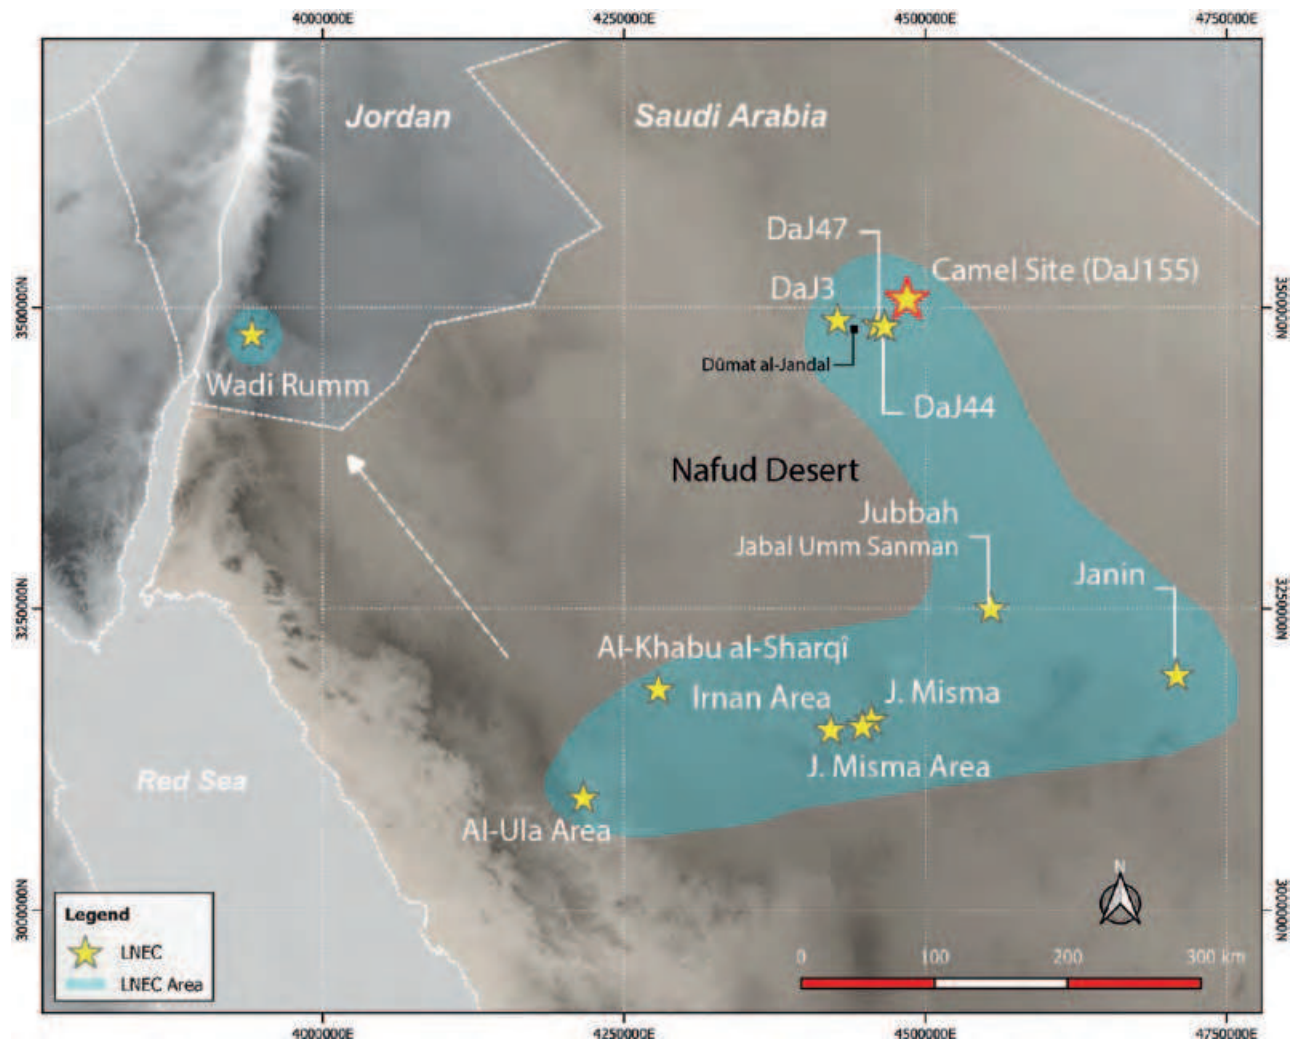 4000000E
4250000E
4500000E
4750000E
Jordan
Saudi Arabia
DaJ47
Camel Site (DaJ155)
DaJ3
3500000N
3500000N
Dûmat al-Jandal
Wadi Rumm
DaJ44
Nafud Desert
Jubbah
Jabal Umm Sanman
Janin
3250000N
3250000N
Al-Khabu al-Sharqî
Irnan Area
J. Misma
J. Misma Area
Red Sea
Al-Ula Area
N
Legend
LNEC
LNEC Area
3000000N
3000000N
0
100
200
300 km
4000000E
4250000E
4500000E
4750000E